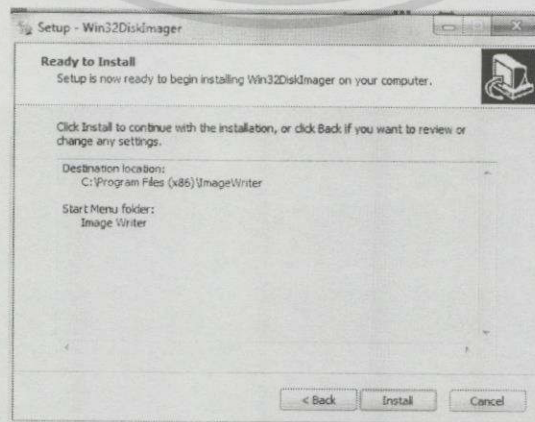 Setup - Win32DiskImager
Ready to Install
Setup is now ready to begin installing Win32DiskImager on your computer.
Click Install to continue with the installation, or click Back if you want to review or
change any settings.
Destination location:
C:\Program Files (x86)\ImageWriter
Start Menu folder:
Image Writer
< Back
Install
Cancel